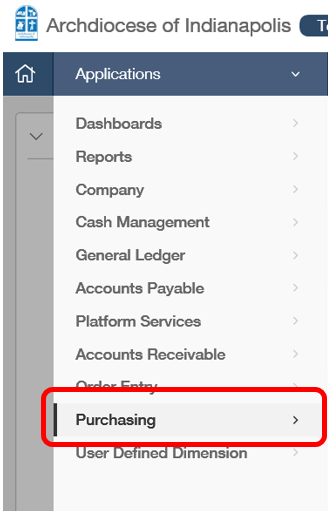 Archdiocese of Indianapolis
Applications
Dashboards
Reports
Company
Cash Management
General Ledger
Accounts Payable
Platform Services
Accounts Receivable
Order Entry
Purchasing
User Defined Dimension